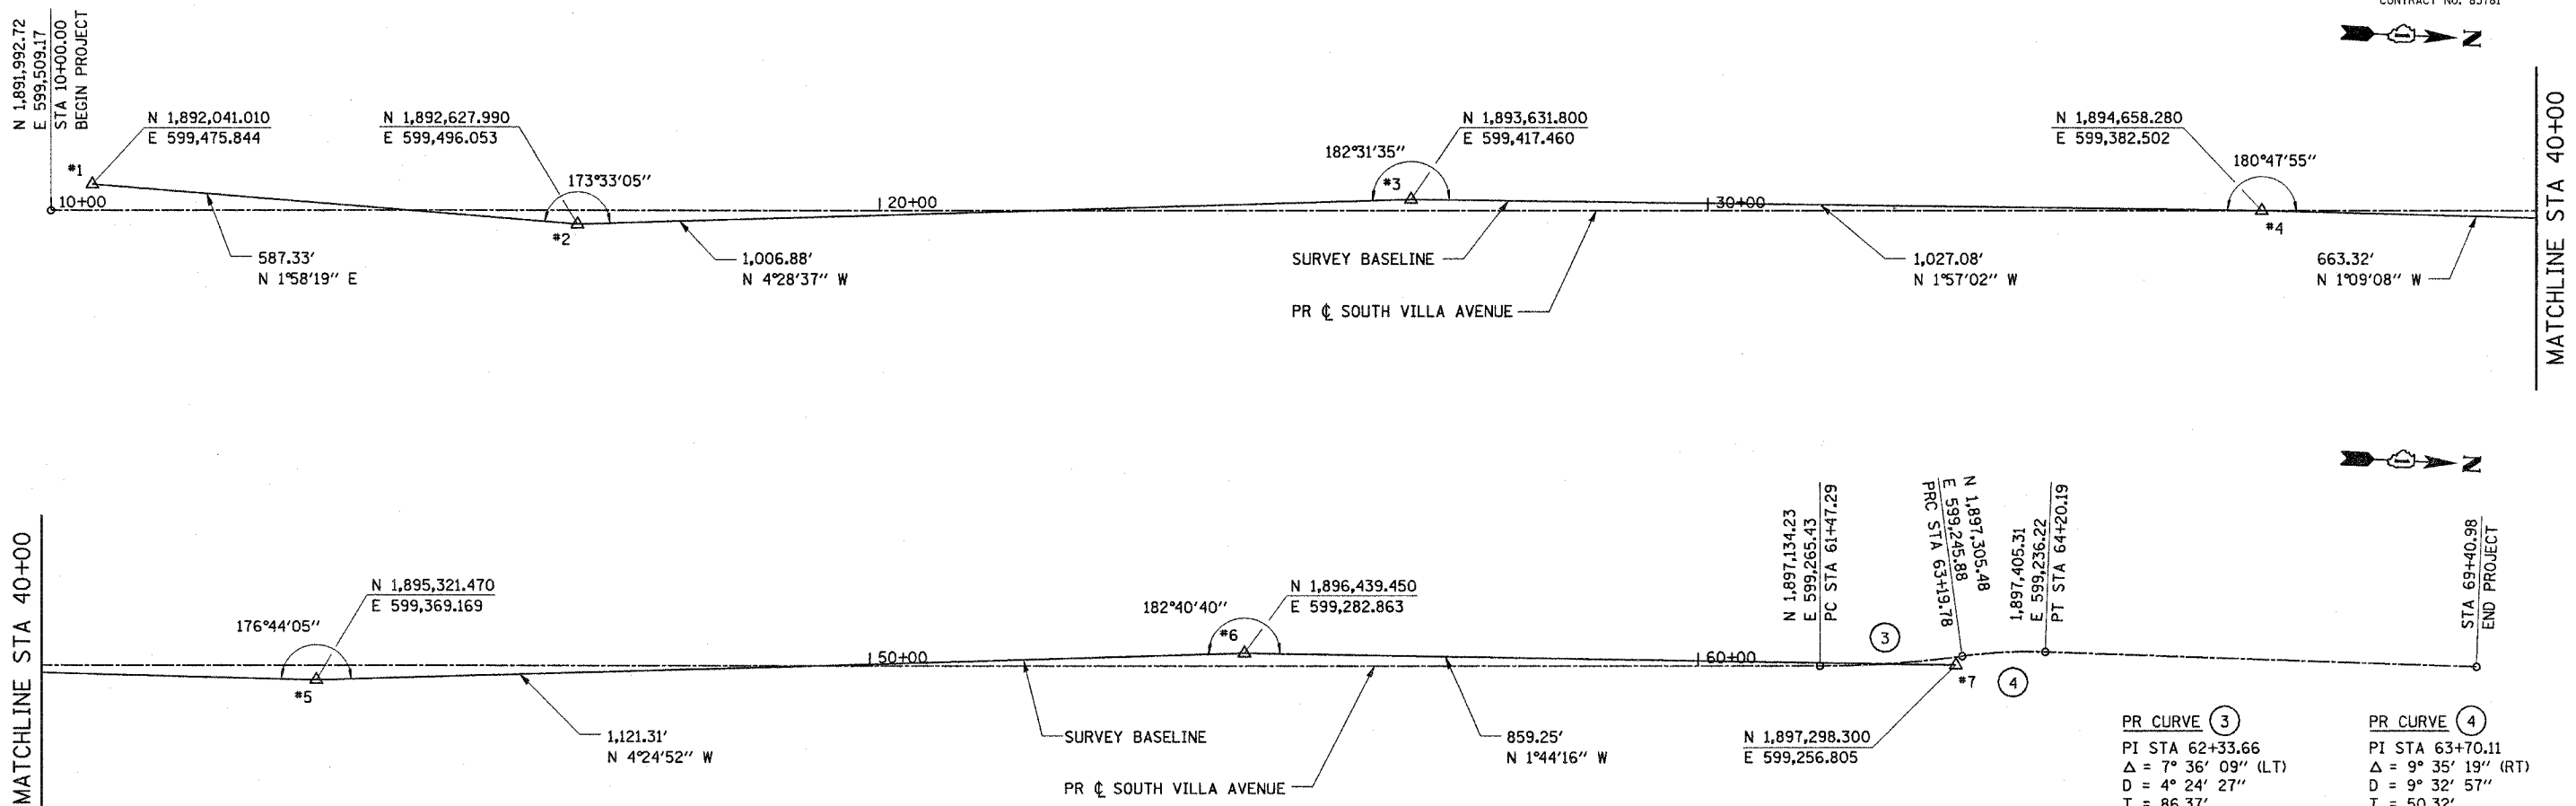 CONTRACT NO. 85781
N
N 1,891,992.72
E 599,509.17
STA 10+00.00
BEGIN PROJECT
N 1,892,041.010
E 599,475.844
N 1,892,627.990
E 599,496.053
N 1,893,631.800
E 599,417.460
N 1,894,658.280
E 599,382.502
#1
173°33'05"
182°31'35"
#3
180°47'55"
10+00
20+00
30+00
#2
#4
587.33'
N 1°58'19" E
1,006.88'
N 4°28'37" W
SURVEY BASELINE
1,027.08'
N 1°57'02" W
663.32'
N 1°09'08" W
PR ℄ SOUTH VILLA AVENUE
MATCHLINE STA 40+00
N
MATCHLINE STA 40+00
N 1,895,321.470
E 599,369.169
176°44'05"
#5
N 1,896,439.450
E 599,282.863
182°40'40"
#6
50+00
60+00
N 1,897,134.23
E 599,265.43
PC STA 61+47.29
N 1,897,305.48
E 599,245.88
PRC STA 63+19.78
1,897,405.31
E 599,236.22
PT STA 64+20.19
STA 69+40.98
END PROJECT
3
4
#7
1,121.31'
N 4°24'52" W
SURVEY BASELINE
PR ℄ SOUTH VILLA AVENUE
859.25'
N 1°44'16" W
N 1,897,298.300
E 599,256.805
PR CURVE 3
PI STA 62+33.66
Δ = 7° 36' 09" (LT)
D = 4° 24' 27"
T = 86.37'
PR CURVE 4
PI STA 63+70.11
Δ = 9° 35' 19" (RT)
D = 9° 32' 57"
T = 50.32'